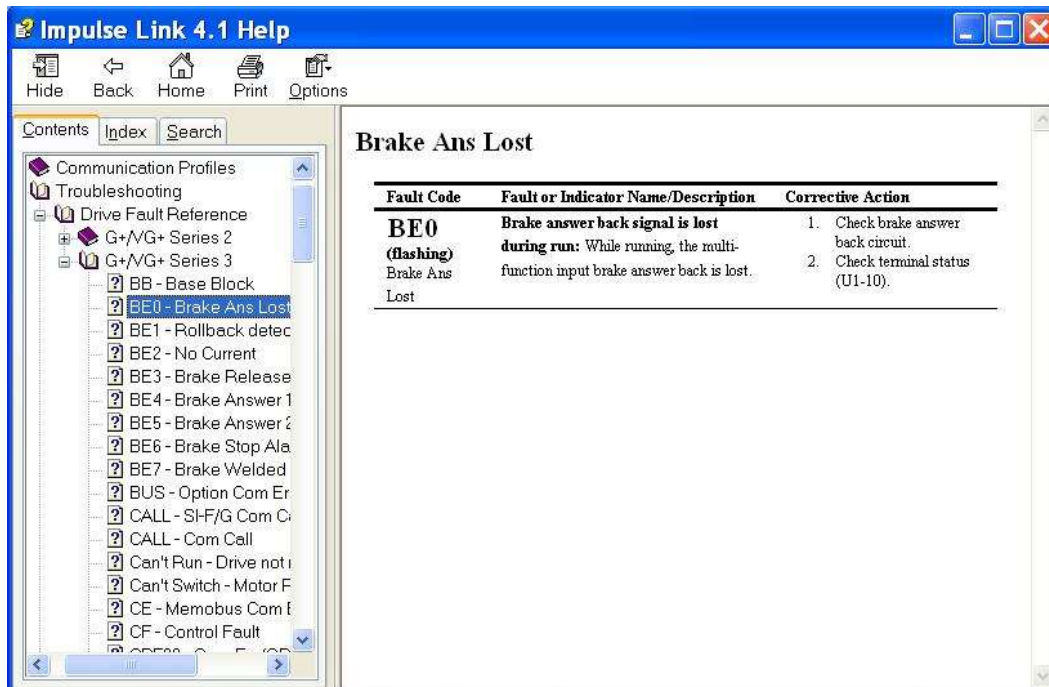 Impulse Link 4.1 Help
Hide Back Home Print Options
Contents Index Search
Communication Profiles
Troubleshooting
Drive Fault Reference
G+/VG+ Series 2
G+/VG+ Series 3
BB - Base Block
BE0 - Brake Ans Lost
BE1 - Rollback detec
BE2 - No Current
BE3 - Brake Release
BE4 - Brake Answer 1
BE5 - Brake Answer 2
BE6 - Brake Stop Ala
BE7 - Brake Welded
BUS - Option Com Er
CALL - SI-F/G Com
CALL - Com Call
Can't Run - Drive not
Can't Switch - Motor F
CE - Memobus Com
CF - Control Fault
Brake Ans Lost
Fault Code Fault or Indicator Name/Description Corrective Action
BE0
(flashing)
Brake Ans
Lost
Brake answer back signal is lost
during run: While running, the multi-
function input brake answer back is lost.
1. Check brake answer
back circuit.
2. Check terminal status
(U1-10).